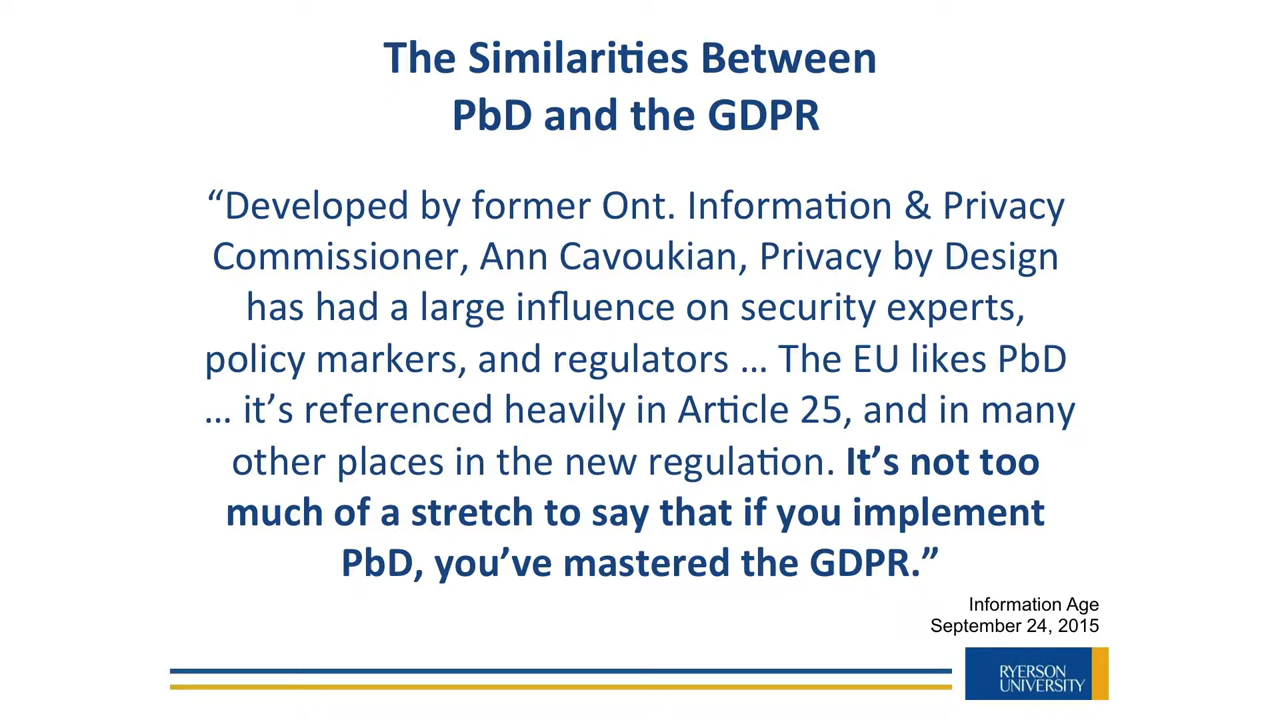 The Similarities Between
PbD and the GDPR
“Developed by former Ont. Information & Privacy
Commissioner, Ann Cavoukian, Privacy by Design
has had a large influence on security experts,
policy markers, and regulators … The EU likes PbD
… it’s referenced heavily in Article 25, and in many
other places in the new regulation. It’s not too
much of a stretch to say that if you implement
PbD, you’ve mastered the GDPR.”
Information Age
September 24, 2015
RYERSON
UNIVERSITY